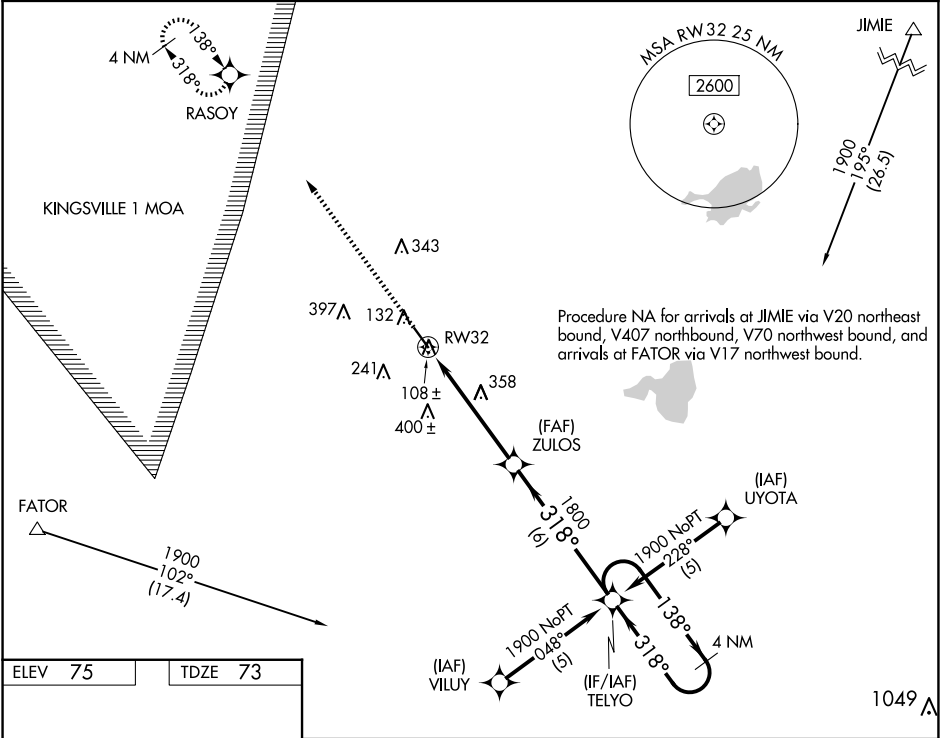 4 NM
138°
318°
RASOY
MSA RW32 25 NM
2600
JIMIE
1900
195°
(26.5)
KINGSVILLE 1 MOA
343
397
132
RW32
241
108 ±
358
400 ±
Procedure NA for arrivals at JIMIE via V20 northeast
bound, V407 northbound, V70 northwest bound, and
arrivals at FATOR via V17 northwest bound.
(FAF)
ZULOS
FATOR
1900
102°
(17.4)
1800
318°
(6)
(IAF)
UYOTA
1900 NoPT
228°
(5)
138°
318°
4 NM
1900 NoPT
048°
(5)
(IAF)
VILUY
(IF/IAF)
TELYO
1049
ELEV 75
TDZE 73